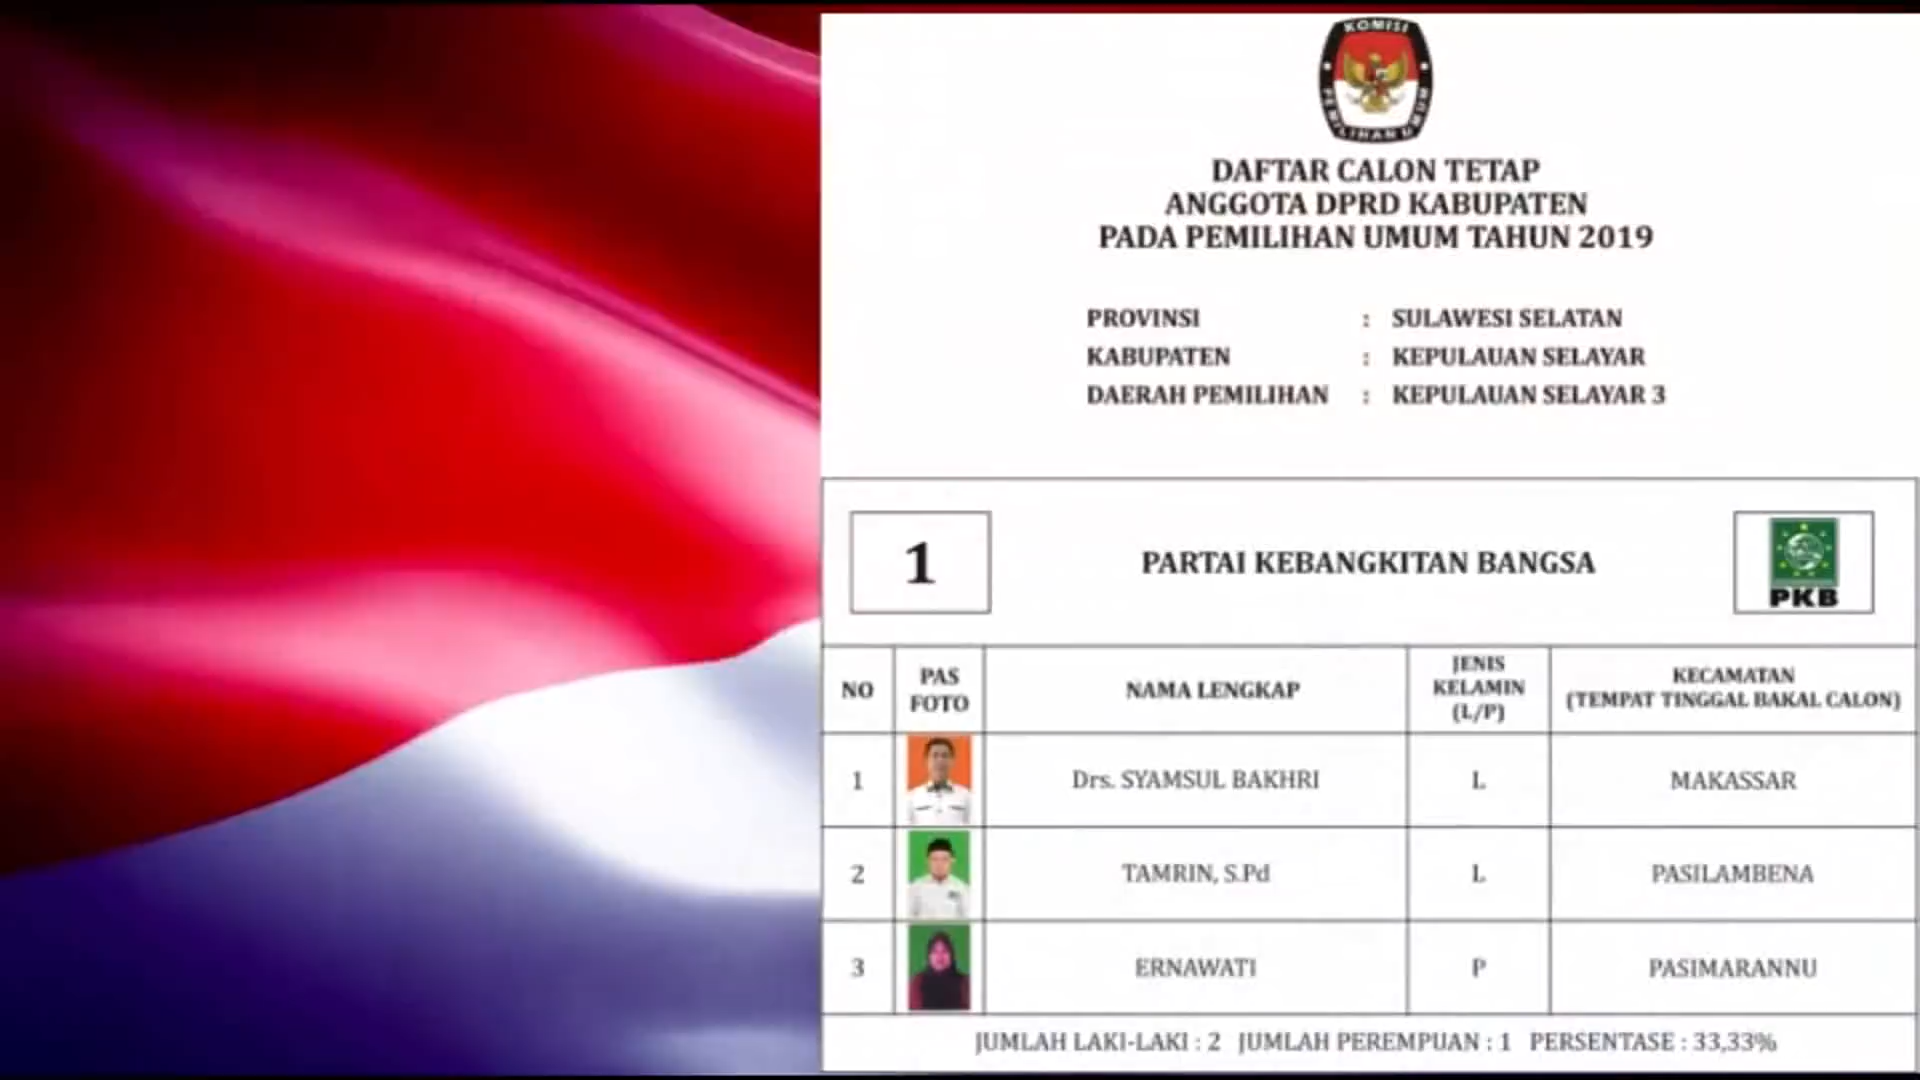 KOMISI
PEMILIHAN UMUM
DAFTAR CALON TETAP
ANGGOTA DPRD KABUPATEN
PADA PEMILIHAN UMUM TAHUN 2019
PROVINSI : SULAWESI SELATAN
KABUPATEN : KEPULAUAN SELAYAR
DAERAH PEMILIHAN : KEPULAUAN SELAYAR 3
1 PARTAI KEBANGKITAN BANGSA PKB
NO PAS FOTO NAMA LENGKAP JENIS KELAMIN (L/P) KECAMATAN (TEMPAT TINGGAL BAKAL CALON)
1 Drs. SYAMSUL BAKHRI L MAKASSAR
2 TAMRIN, S.Pd L PASILAMBENA
3 ERNAWATI P PASIMARANNU
JUMLAH LAKI-LAKI : 2 JUMLAH PEREMPUAN : 1 PERSENTASE : 33,33%